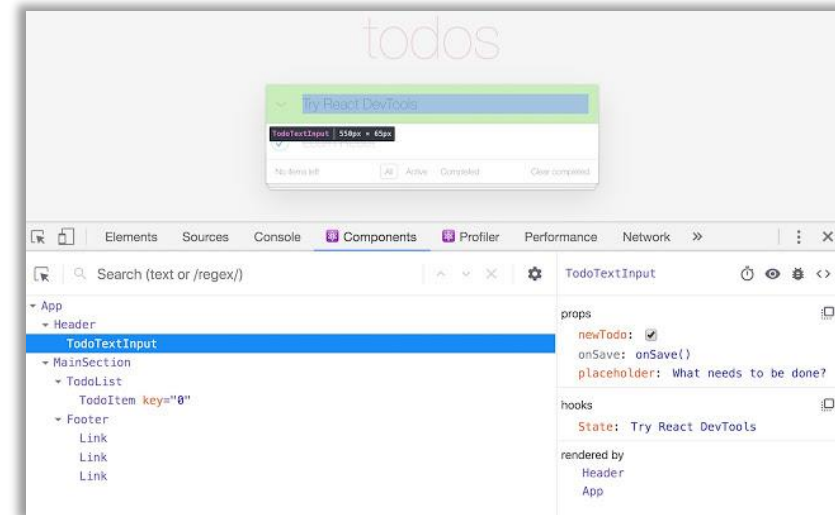 todos
Try React DevTools
TodoTextInput | 550px × 65px
No items left All Active Completed Clear completed
Elements Sources Console Components Profiler Performance Network »
Search (text or /regex/)
TodoTextInput
App
Header
TodoTextInput
MainSection
TodoList
TodoItem key="0"
Footer
Link
Link
Link
props
newTodo:
onSave: onSave()
placeholder: What needs to be done?
hooks
State: Try React DevTools
rendered by
Header
App